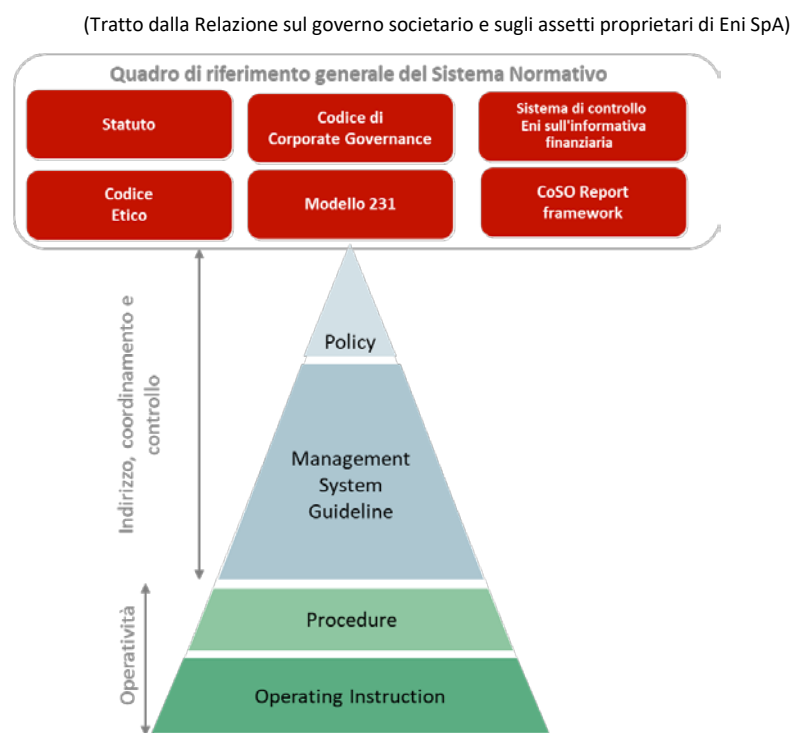 (Tratto dalla Relazione sul governo societario e sugli assetti proprietari di Eni SpA)
Quadro di riferimento generale del Sistema Normativo
Statuto
Codice di
Corporate Governance
Sistema di controllo
Eni sull'informativa
finanziaria
Codice
Etico
Modello 231
CoSO Report
framework
Indirizzo, coordinamento e
controllo
Policy
Management
System
Guideline
Operatività
Procedure
Operating Instruction